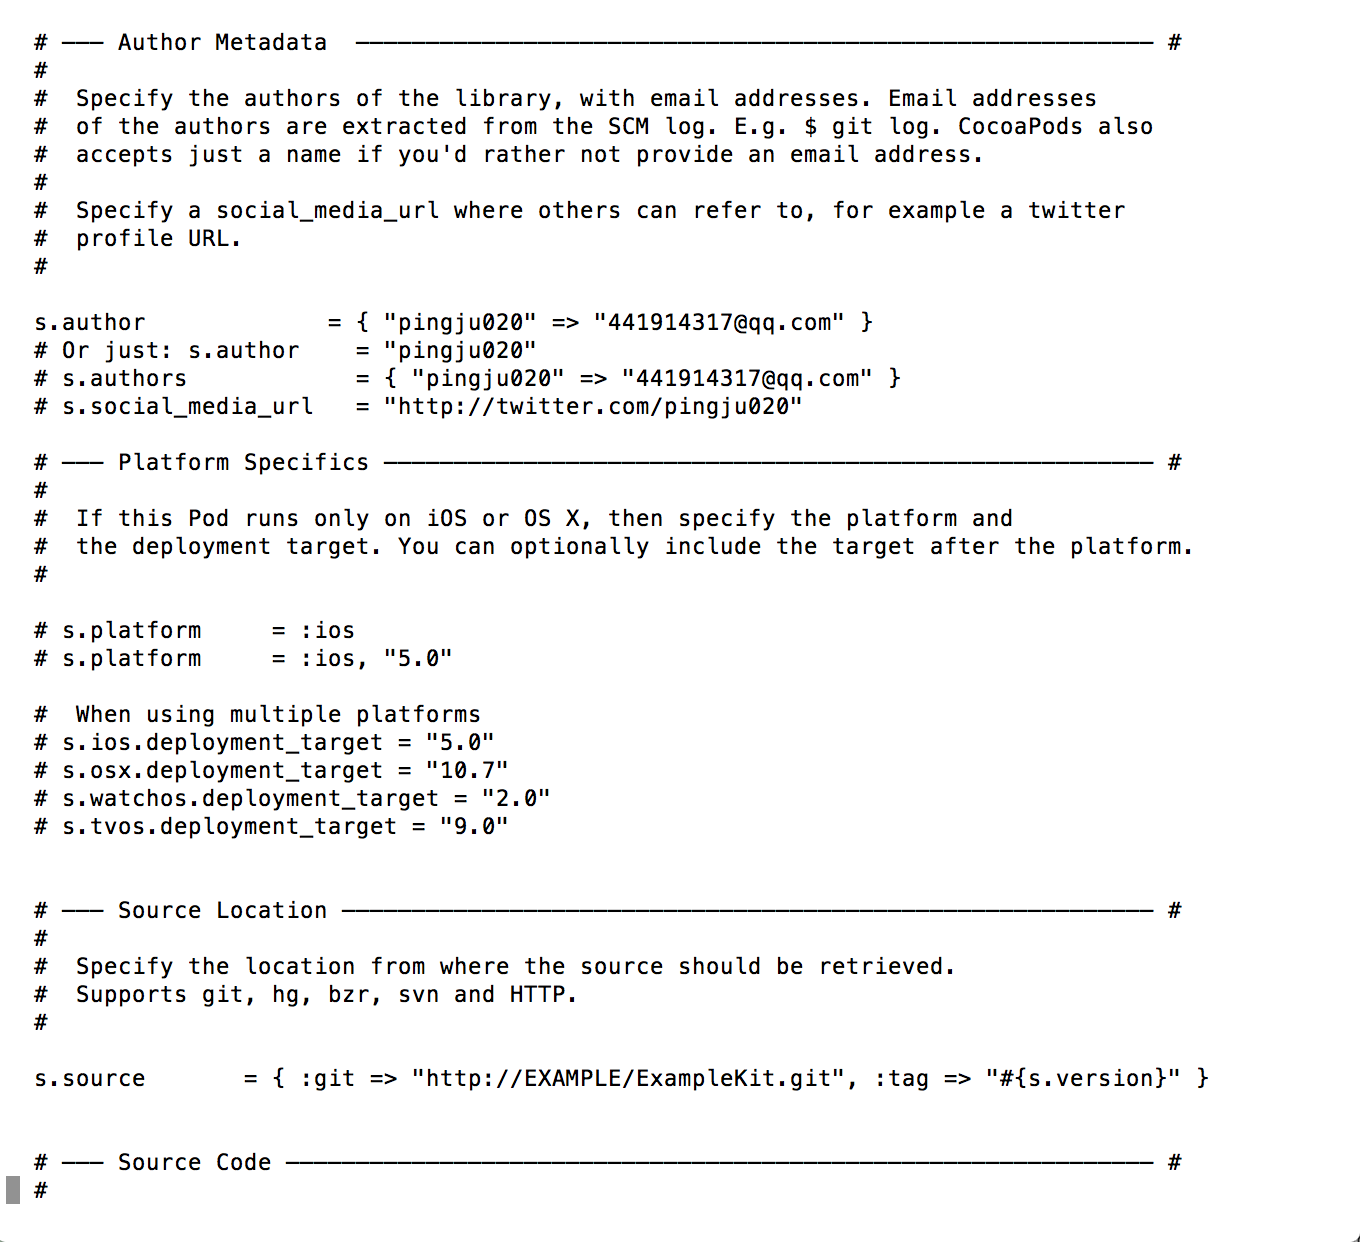 # ――― Author Metadata  ――――――――――――――――――――――――――――――――――――――――――――――――――――――――― #
#
#  Specify the authors of the library, with email addresses. Email addresses
#  of the authors are extracted from the SCM log. E.g. $ git log. CocoaPods also
#  accepts just a name if you'd rather not provide an email address.
#
#  Specify a social_media_url where others can refer to, for example a twitter
#  profile URL.
#
s.author             = { "pingju020" => "441914317@qq.com" }
# Or just: s.author    = "pingju020"
# s.authors            = { "pingju020" => "441914317@qq.com" }
# s.social_media_url   = "http://twitter.com/pingju020"
# ――― Platform Specifics ――――――――――――――――――――――――――――――――――――――――――――――――――――――― #
#
#  If this Pod runs only on iOS or OS X, then specify the platform and
#  the deployment target. You can optionally include the target after the platform.
#
# s.platform     = :ios
# s.platform     = :ios, "5.0"
#  When using multiple platforms
# s.ios.deployment_target = "5.0"
# s.osx.deployment_target = "10.7"
# s.watchos.deployment_target = "2.0"
# s.tvos.deployment_target = "9.0"
# ――― Source Location ―――――――――――――――――――――――――――――――――――――――――――――――――――――――――― #
#
#  Specify the location from where the source should be retrieved.
#  Supports git, hg, bzr, svn and HTTP.
#
s.source       = { :git => "http://EXAMPLE/ExampleKit.git", :tag => "#{s.version}" }
# ――― Source Code ―――――――――――――――――――――――――――――――――――――――――――――――――――――――――――――― #
#